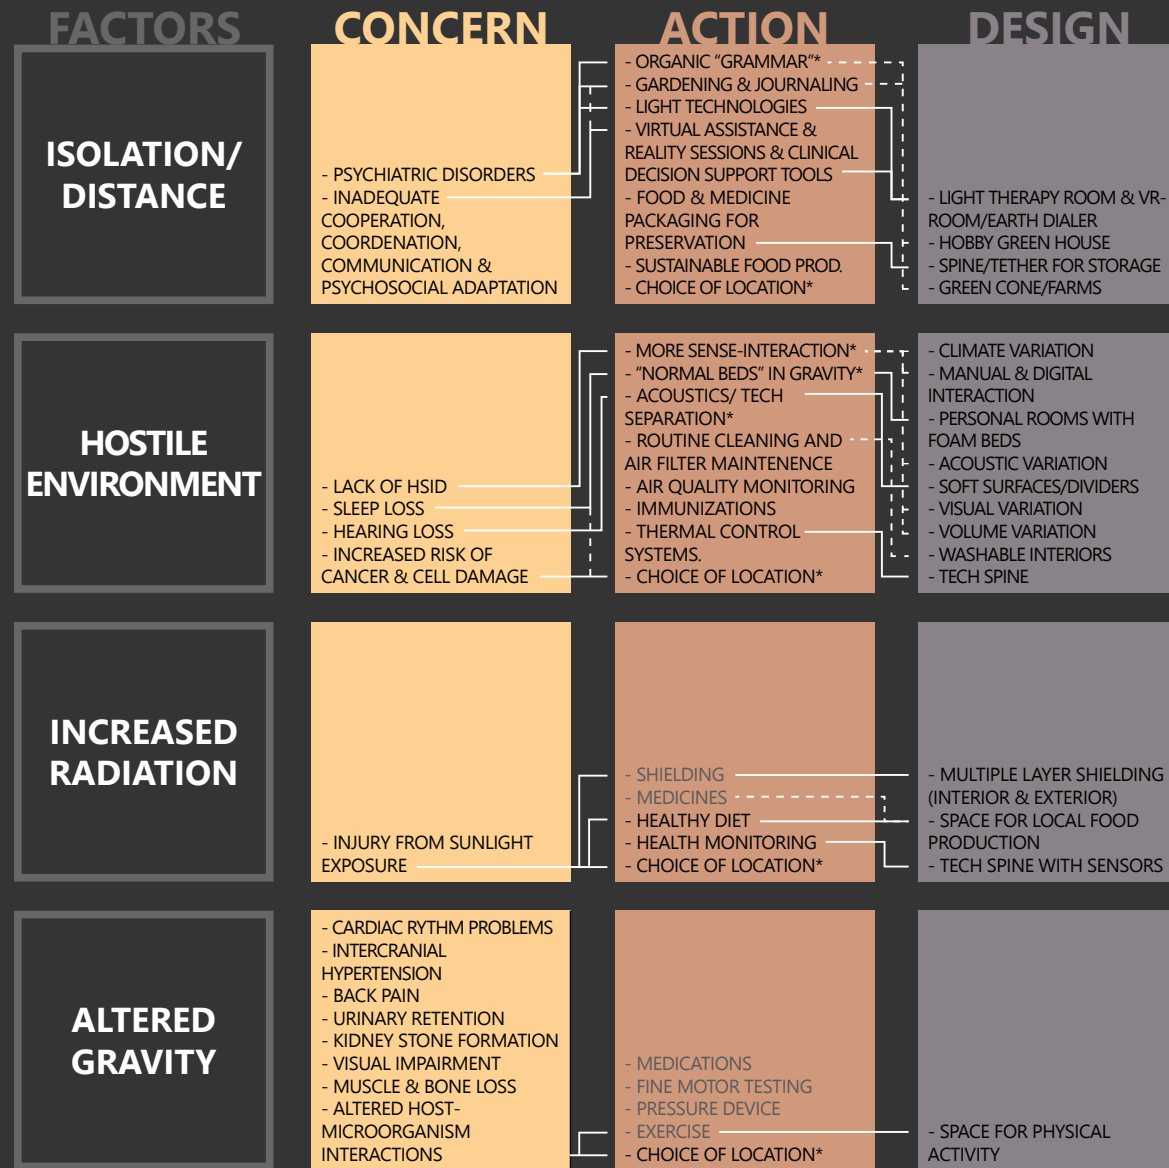 FACTORS
CONCERN
ACTION
DESIGN
ISOLATION/
DISTANCE
- PSYCHIATRIC DISORDERS
- INADEQUATE
COOPERATION,
COORDENATION,
COMMUNICATION &
PSYCHOSOCIAL ADAPTATION
- ORGANIC “GRAMMAR”*
- GARDENING & JOURNALING
- LIGHT TECHNOLOGIES
- VIRTUAL ASSISTANCE &
REALITY SESSIONS & CLINICAL
DECISION SUPPORT TOOLS
- FOOD & MEDICINE
PACKAGING FOR
PRESERVATION
- SUSTAINABLE FOOD PROD.
- CHOICE OF LOCATION*
- LIGHT THERAPY ROOM & VR-
ROOM/EARTH DIALER
- HOBBY GREEN HOUSE
- SPINE/TETHER FOR STORAGE
- GREEN CONE/FARMS
HOSTILE
ENVIRONMENT
- LACK OF HSID
- SLEEP LOSS
- HEARING LOSS
- INCREASED RISK OF
CANCER & CELL DAMAGE
- MORE SENSE-INTERACTION*
- “NORMAL BEDS” IN GRAVITY*
- ACOUSTICS/ TECH
SEPARATION*
- ROUTINE CLEANING AND
AIR FILTER MAINTENENCE
- AIR QUALITY MONITORING
- IMMUNIZATIONS
- THERMAL CONTROL
SYSTEMS.
- CHOICE OF LOCATION*
- CLIMATE VARIATION
- MANUAL & DIGITAL
INTERACTION
- PERSONAL ROOMS WITH
FOAM BEDS
- ACOUSTIC VARIATION
- SOFT SURFACES/DIVIDERS
- VISUAL VARIATION
- VOLUME VARIATION
- WASHABLE INTERIORS
- TECH SPINE
INCREASED
RADIATION
- INJURY FROM SUNLIGHT
EXPOSURE
- SHIELDING
- MEDICINES
- HEALTHY DIET
- HEALTH MONITORING
- CHOICE OF LOCATION*
- MULTIPLE LAYER SHIELDING
(INTERIOR & EXTERIOR)
- SPACE FOR LOCAL FOOD
PRODUCTION
- TECH SPINE WITH SENSORS
ALTERED
GRAVITY
- CARDIAC RYTHM PROBLEMS
- INTERCRANIAL
HYPERTENSION
- BACK PAIN
- URINARY RETENTION
- KIDNEY STONE FORMATION
- VISUAL IMPAIRMENT
- MUSCLE & BONE LOSS
- ALTERED HOST-
MICROORGANISM
INTERACTIONS
- MEDICATIONS
- FINE MOTOR TESTING
- PRESSURE DEVICE
- EXERCISE
- CHOICE OF LOCATION*
- SPACE FOR PHYSICAL
ACTIVITY